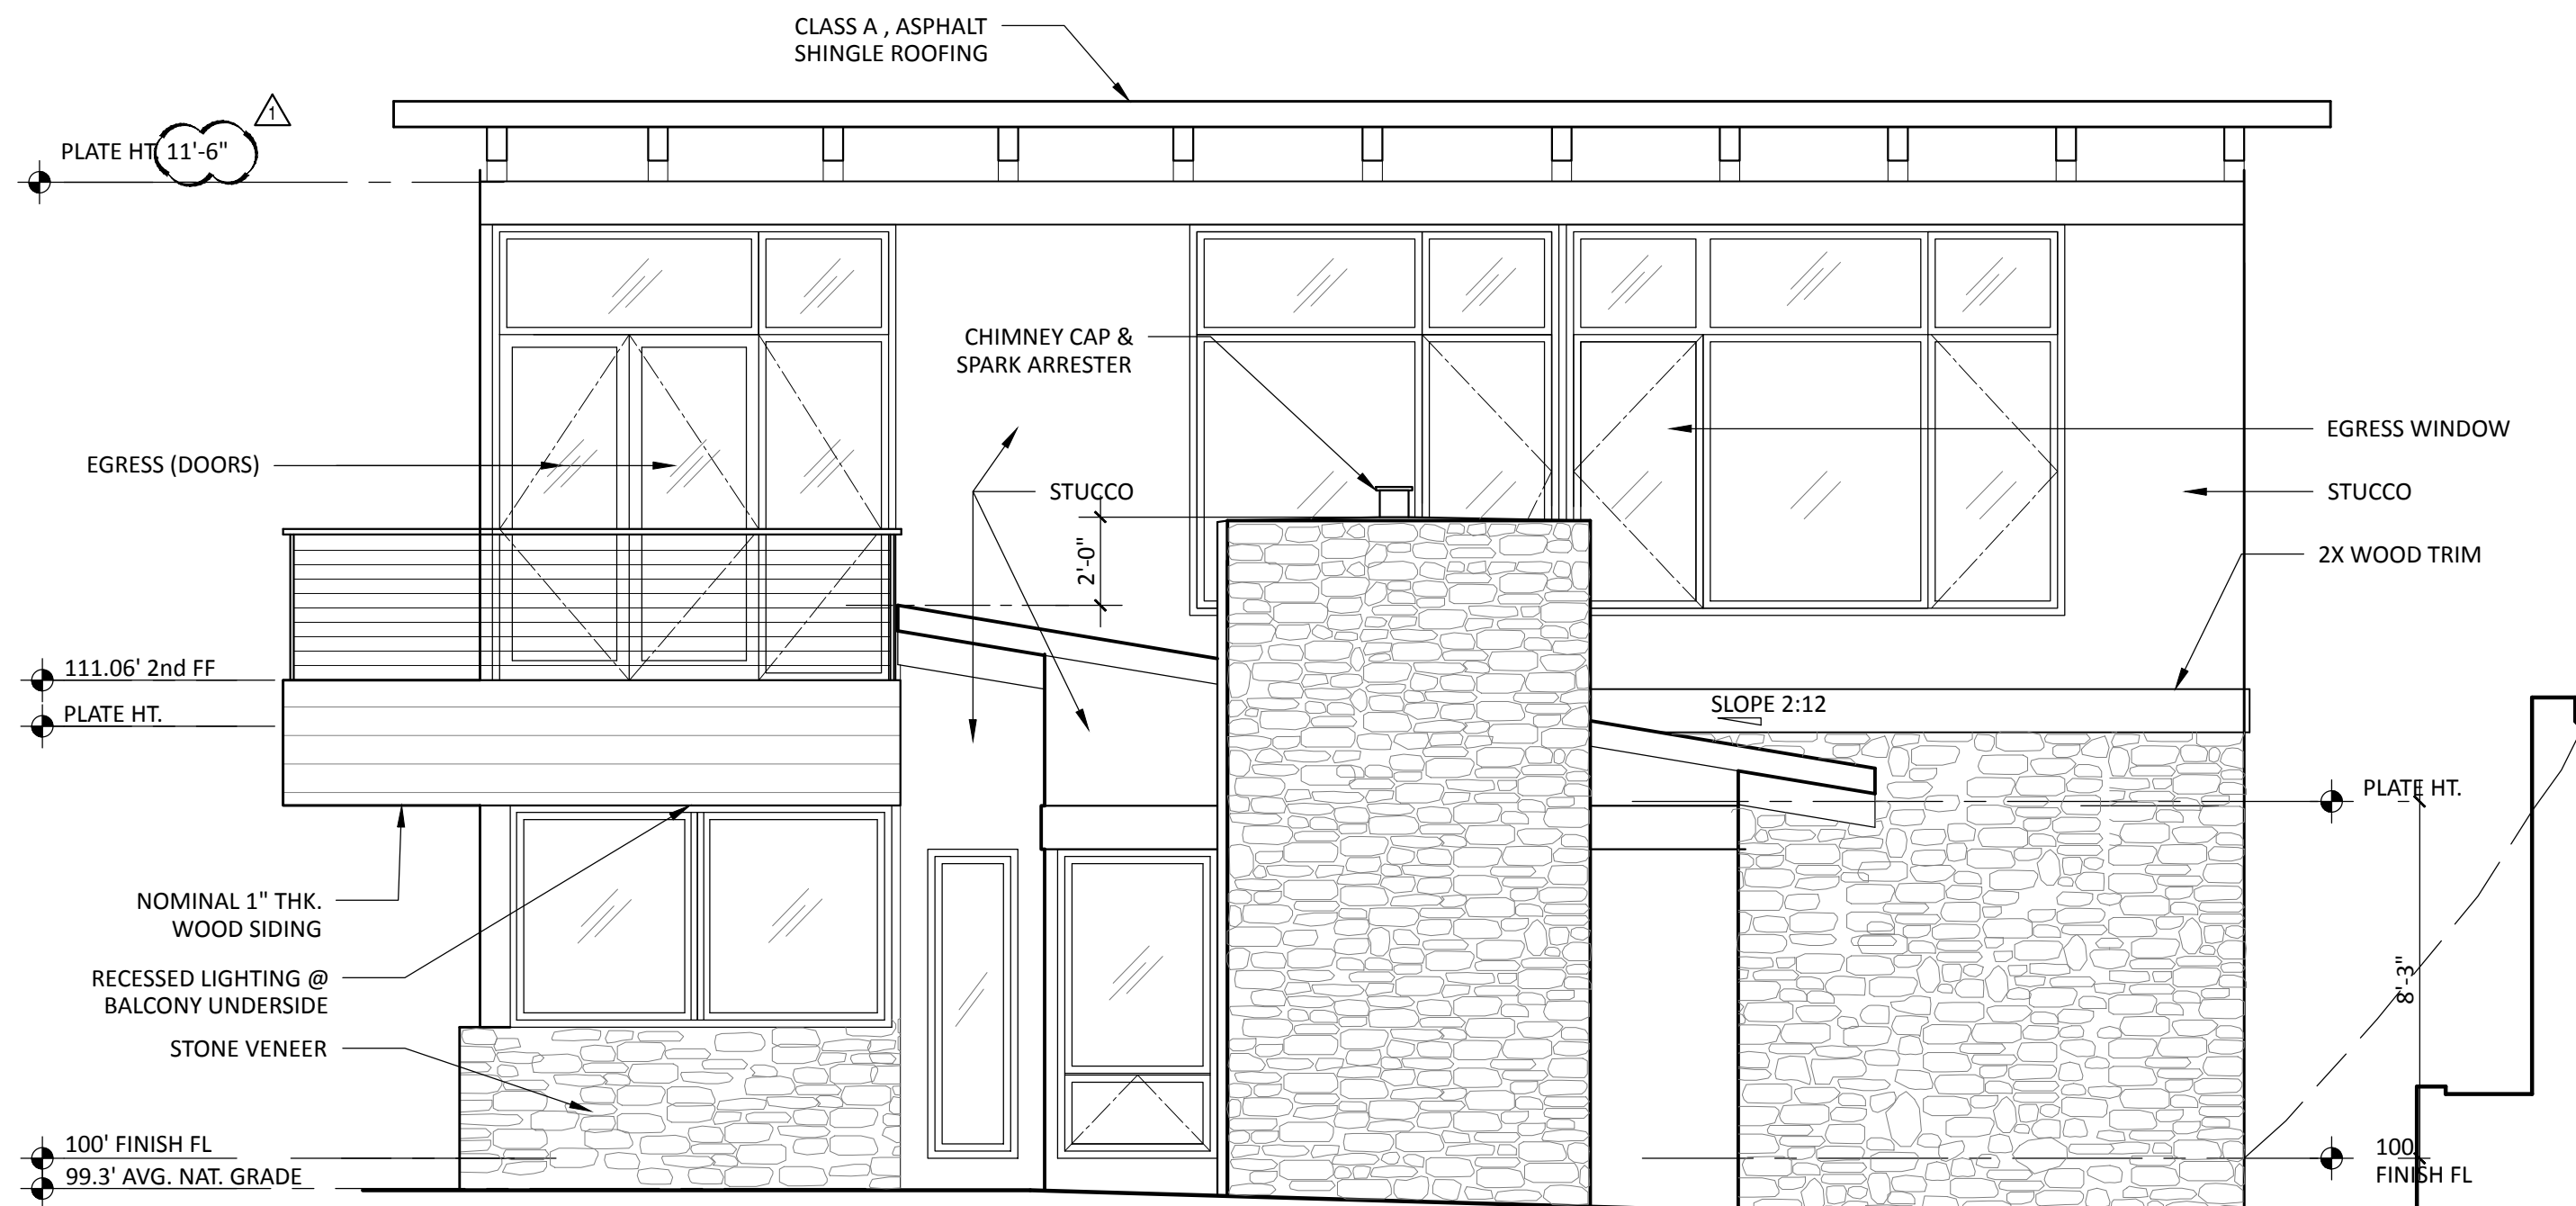 CLASS A , ASPHALT
SHINGLE ROOFING
1
PLATE HT. 11'-6"
CHIMNEY CAP &
SPARK ARRESTER
EGRESS WINDOW
EGRESS (DOORS)
STUCCO
STUCCO
2'-0"
2X WOOD TRIM
111.06' 2nd FF
PLATE HT.
SLOPE 2:12
PLATE HT.
NOMINAL 1" THK.
WOOD SIDING
RECESSED LIGHTING @
BALCONY UNDERSIDE
8'-3"
STONE VENEER
100' FINISH FL
99.3' AVG. NAT. GRADE
100.
FINISH FL